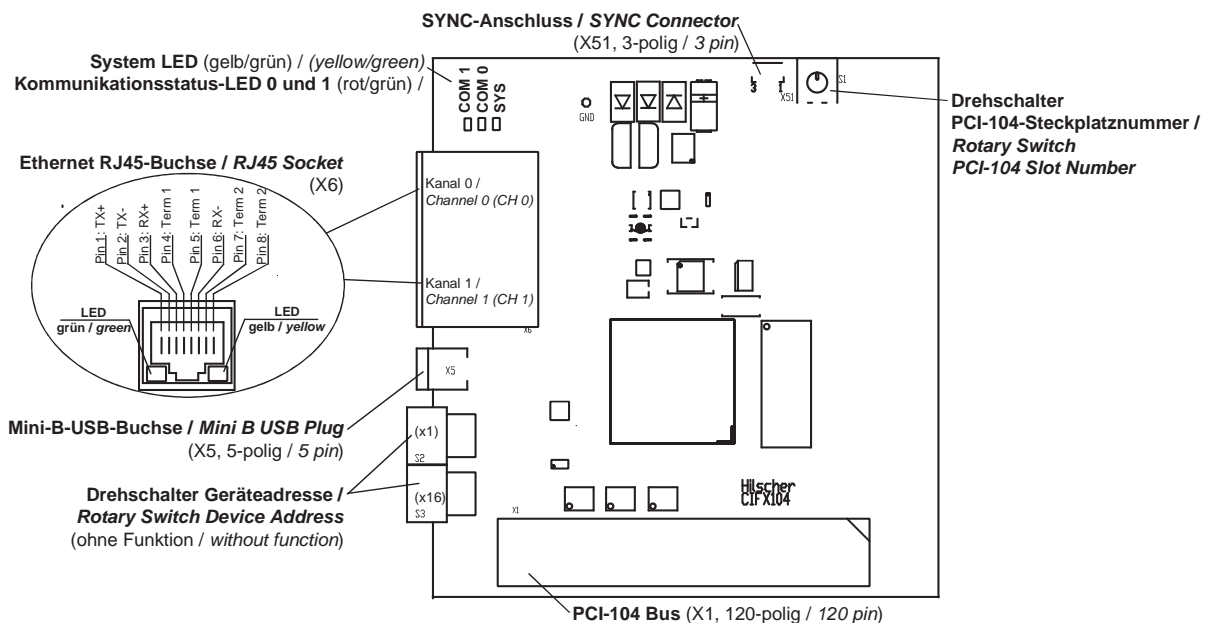 SYNC-Anschluss / SYNC Connector
(X51, 3-polig / 3 pin)
System LED (gelb/grün) / (yellow/green)
Kommunikationsstatus-LED 0 und 1 (rot/grün) /
COM 1
COM 0
SYS
GND
3
1
X51
S1
Drehschalter
PCI-104-Steckplatznummer /
Rotary Switch
PCI-104 Slot Number
Ethernet RJ45-Buchse / RJ45 Socket
(X6)
Pin 1: TX+
Pin 2: TX-
Pin 3: RX+
Pin 4: Term 1
Pin 5: Term 1
Pin 6: RX-
Pin 7: Term 2
Pin 8: Term 2
LED
grün / green
LED
gelb / yellow
Kanal 0 /
Channel 0 (CH 0)
Kanal 1 /
Channel 1 (CH 1)
X6
X5
Mini-B-USB-Buchse / Mini B USB Plug
(X5, 5-polig / 5 pin)
(x1)
S2
Drehschalter Geräteadresse /
Rotary Switch Device Address
(ohne Funktion / without function)
(x16)
S3
Hilscher
CIFX104
X1
PCI-104 Bus (X1, 120-polig / 120 pin)